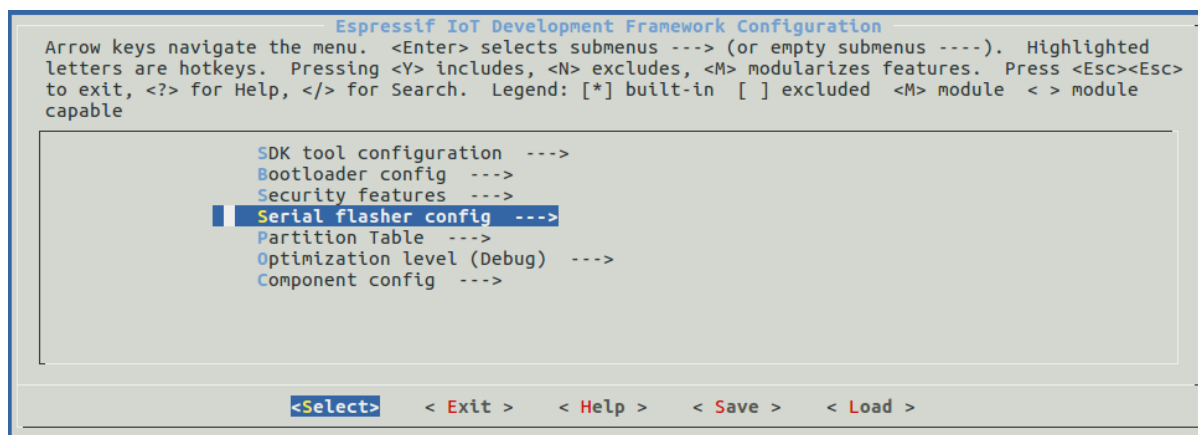 Espressif IoT Development Framework Configuration
Arrow keys navigate the menu.  <Enter> selects submenus ---> (or empty submenus ----).  Highlighted
letters are hotkeys.  Pressing <Y> includes, <N> excludes, <M> modularizes features.  Press <Esc><Esc>
to exit, <?> for Help, </> for Search.  Legend: [*] built-in  [ ] excluded  <M> module  < > module
capable
SDK tool configuration  --->
Bootloader config  --->
Security features  --->
Serial flasher config  --->
Partition Table  --->
Optimization level (Debug)  --->
Component config  --->
<Select>    < Exit >    < Help >    < Save >    < Load >